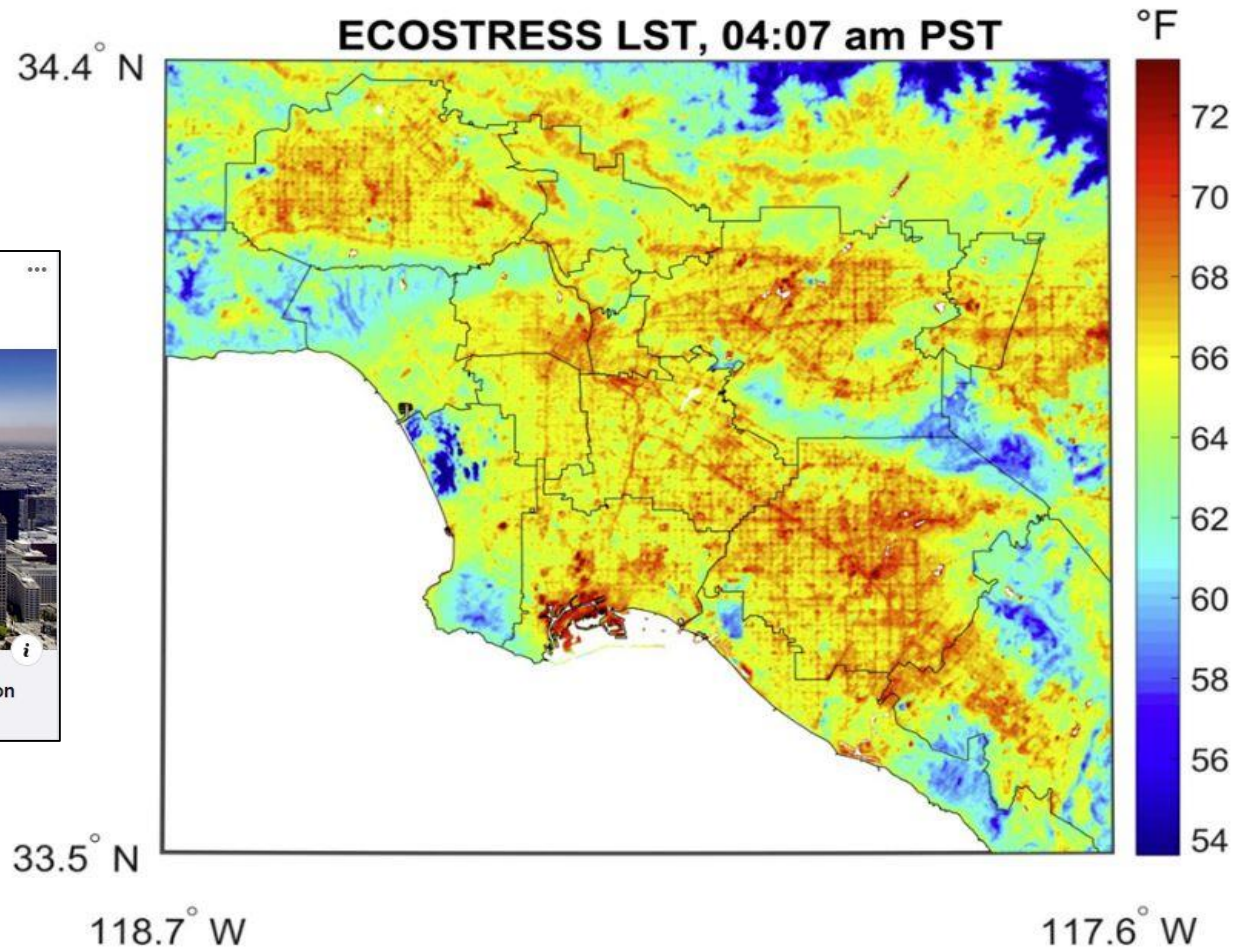 ECOSTRESS LST, 04:07 am PST
°F
34.4° N
72
70
68
66
64
62
60
58
56
54
33.5° N
118.7° W
117.6° W
...
i
on